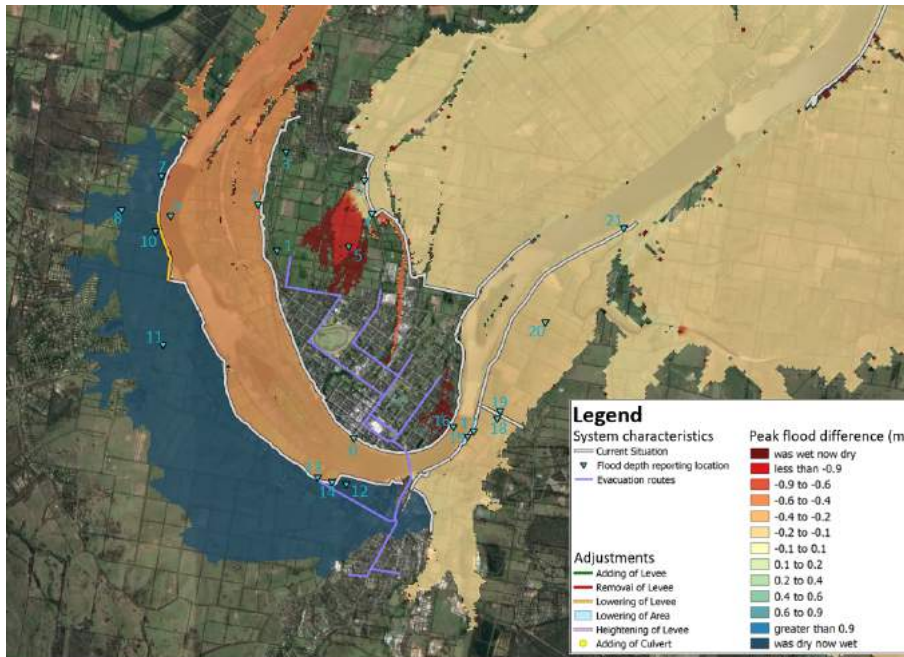 7
8
9
10
1
5
21
11
20
19
18
16
17
13
14
12
Legend
System characteristics
Current Situation
Flood depth reporting location
Evacuation routes
Adjustments
Adding of Levee
Removal of Levee
Lowering of Levee
Lowering of Area
Heightening of Levee
Adding of Culvert
Peak flood difference (m
was wet now dry
less than -0.9
-0.9 to -0.6
-0.6 to -0.4
-0.4 to -0.2
-0.2 to -0.1
-0.1 to 0.1
0.1 to 0.2
0.2 to 0.4
0.4 to 0.6
0.6 to 0.9
greater than 0.9
was dry now wet